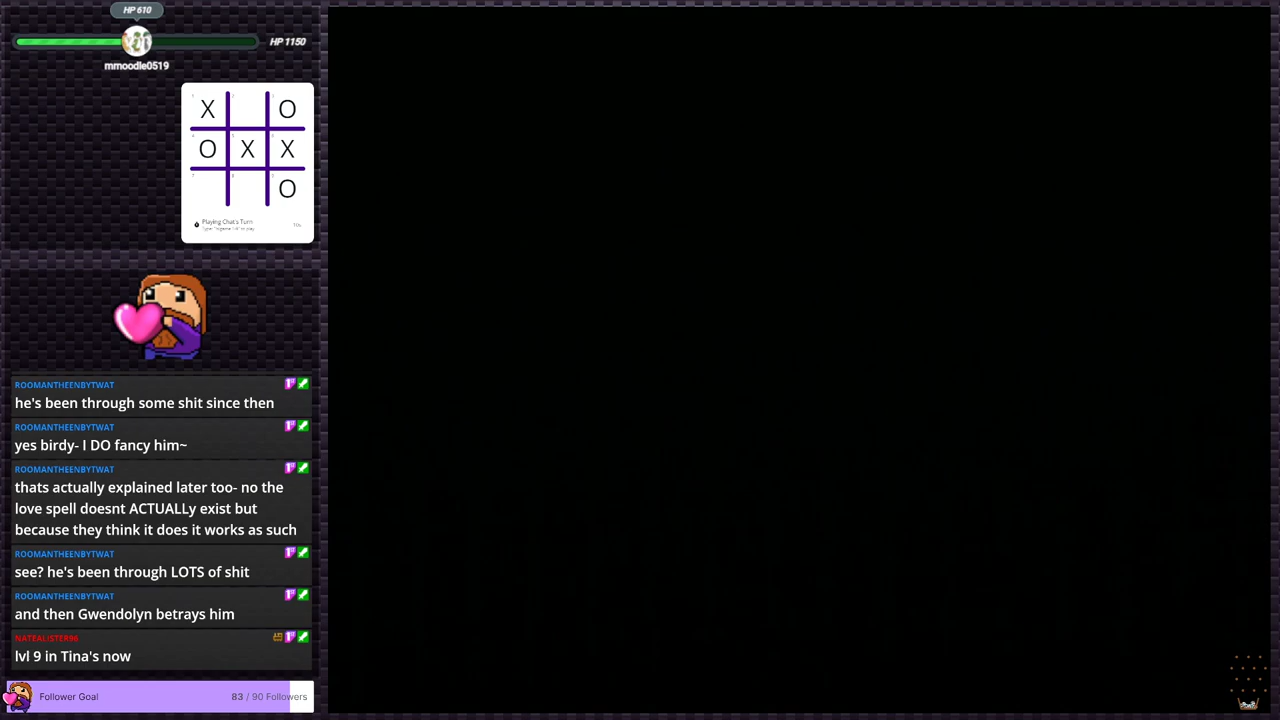 HP 610
HP 1150
mmoodle0519
X O
O X X
O
Playing Chat's Turn
ROOMANTHEENBYTWAT
he's been through some shit since then
ROOMANTHEENBYTWAT
yes birdy- I DO fancy him~
ROOMANTHEENBYTWAT
thats actually explained later too- no the
love spell doesnt ACTUALLy exist but
because they think it does it works as such
ROOMANTHEENBYTWAT
see? he's been through LOTS of shit
ROOMANTHEENBYTWAT
and then Gwendolyn betrays him
NATEALISTER96
lvl 9 in Tina's now
Follower Goal 83 / 90 Followers